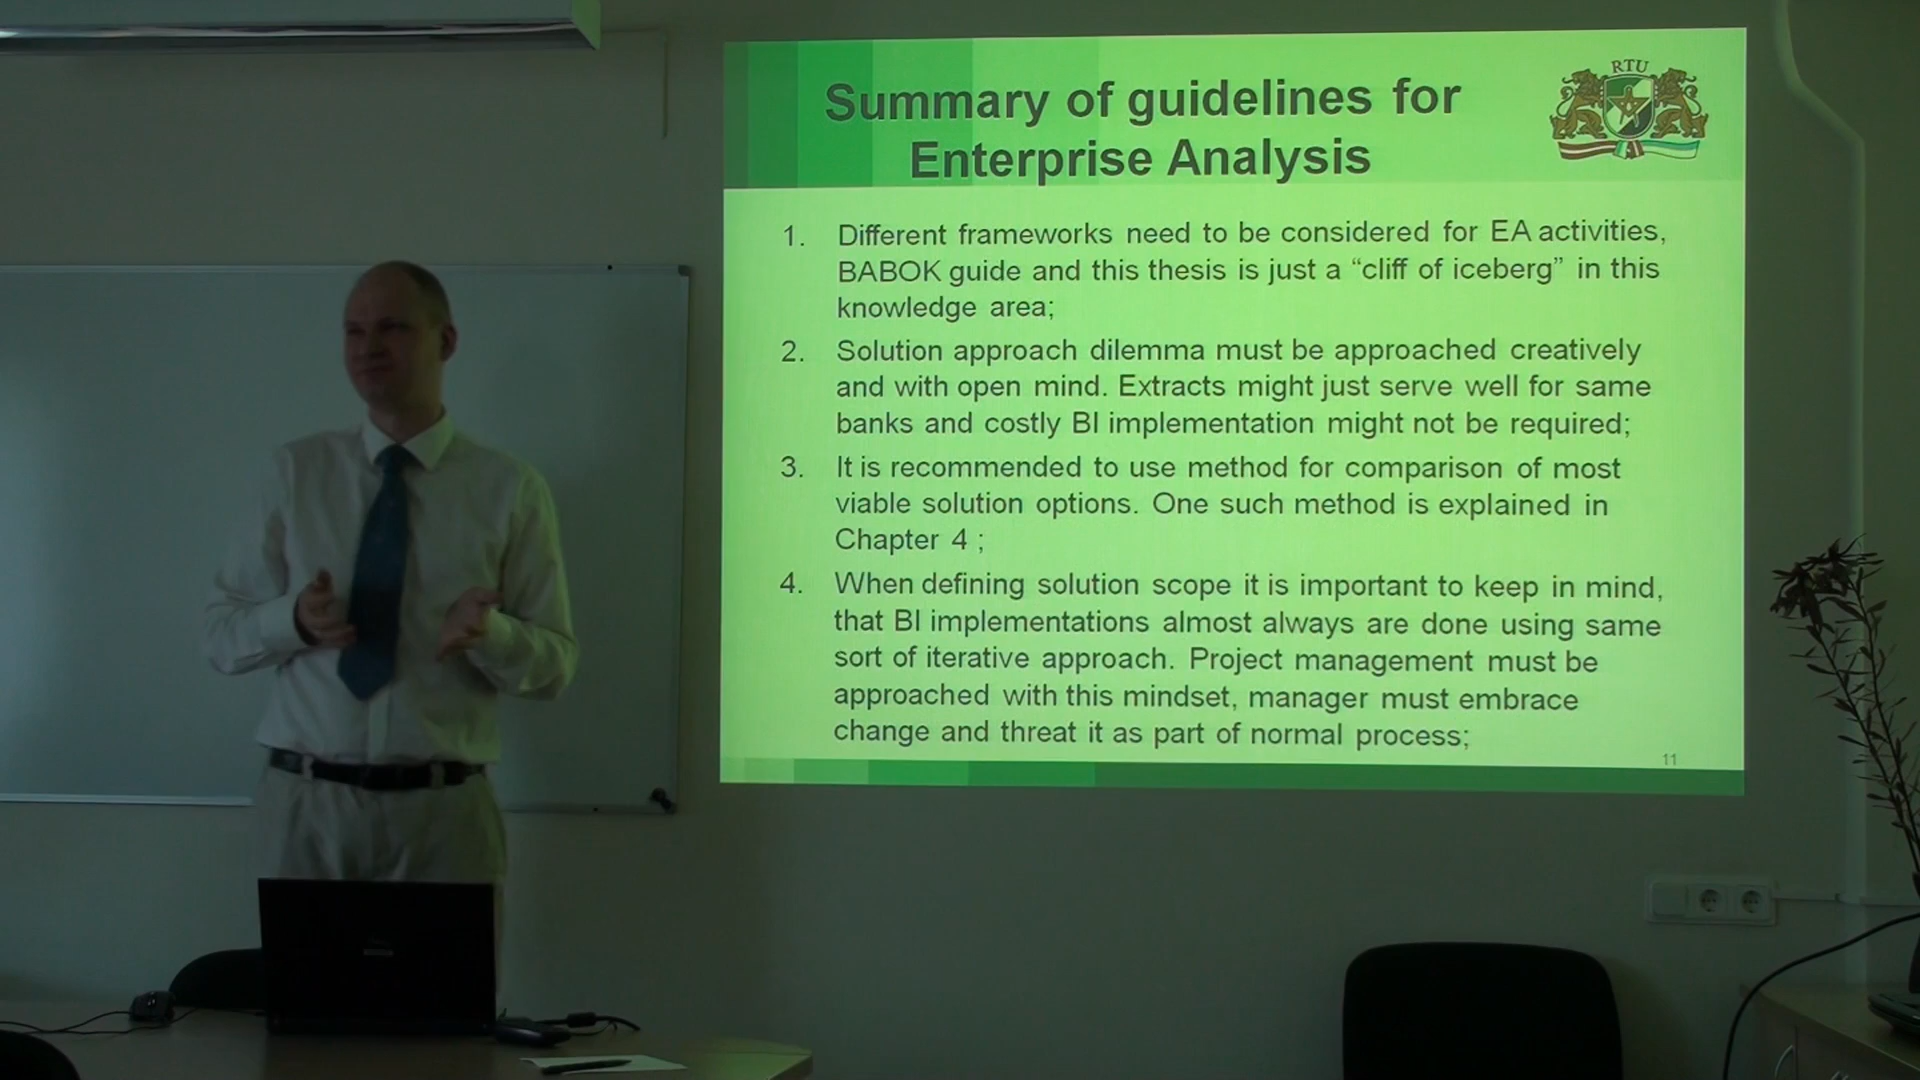 RTU
Summary of guidelines for
Enterprise Analysis
1. Different frameworks need to be considered for EA activities,
BABOK guide and this thesis is just a “cliff of iceberg” in this
knowledge area;
2. Solution approach dilemma must be approached creatively
and with open mind. Extracts might just serve well for same
banks and costly BI implementation might not be required;
3. It is recommended to use method for comparison of most
viable solution options. One such method is explained in
Chapter 4 ;
4. When defining solution scope it is important to keep in mind,
that BI implementations almost always are done using same
sort of iterative approach. Project management must be
approached with this mindset, manager must embrace
change and threat it as part of normal process;
11